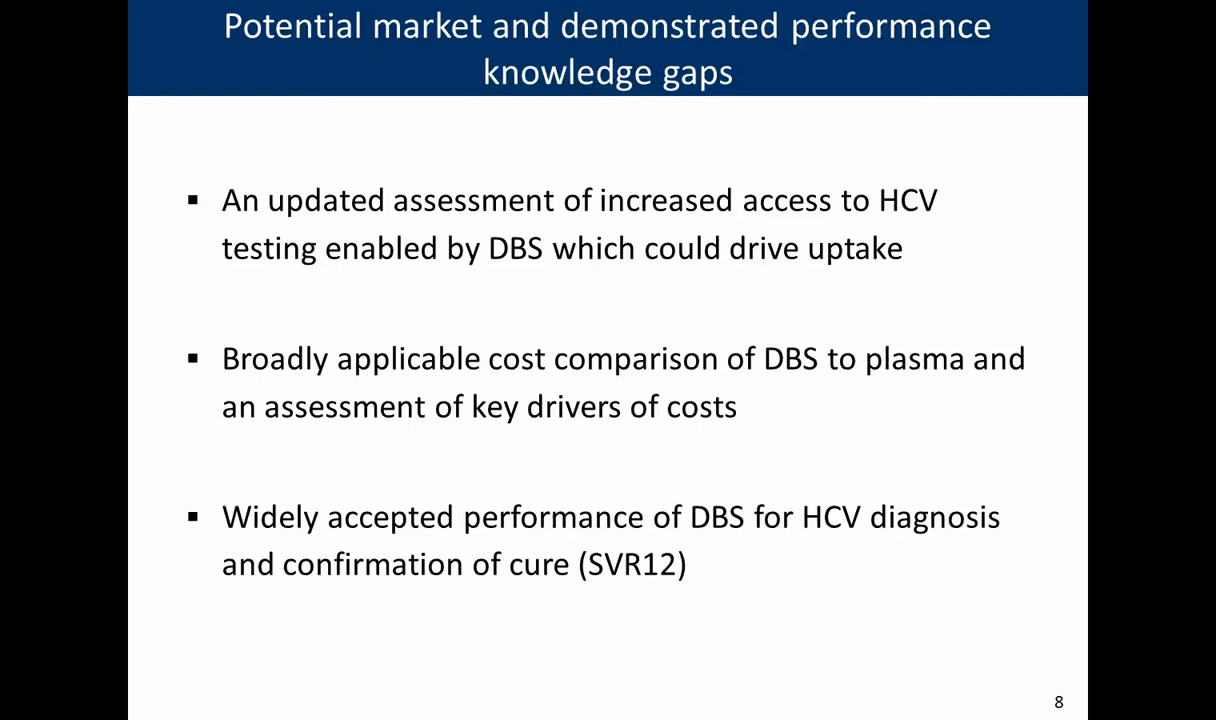 Potential market and demonstrated performance
knowledge gaps
▪ An updated assessment of increased access to HCV
testing enabled by DBS which could drive uptake
▪ Broadly applicable cost comparison of DBS to plasma and
an assessment of key drivers of costs
▪ Widely accepted performance of DBS for HCV diagnosis
and confirmation of cure (SVR12)
8